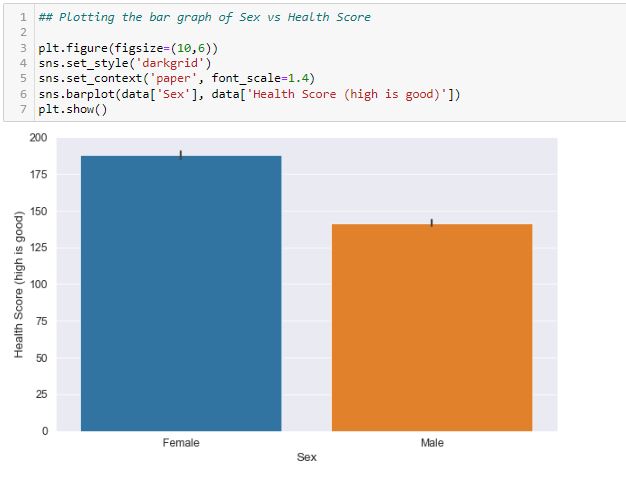 1 ## Plotting the bar graph of Sex vs Health Score
2
3 plt.figure(figsize=(10,6))
4 sns.set_style('darkgrid')
5 sns.set_context('paper', font_scale=1.4)
6 sns.barplot(data['Sex'], data['Health Score (high is good)'])
7 plt.show()
200
175
150
125
100
75
50
25
0
Health Score (high is good)
Female Male
Sex